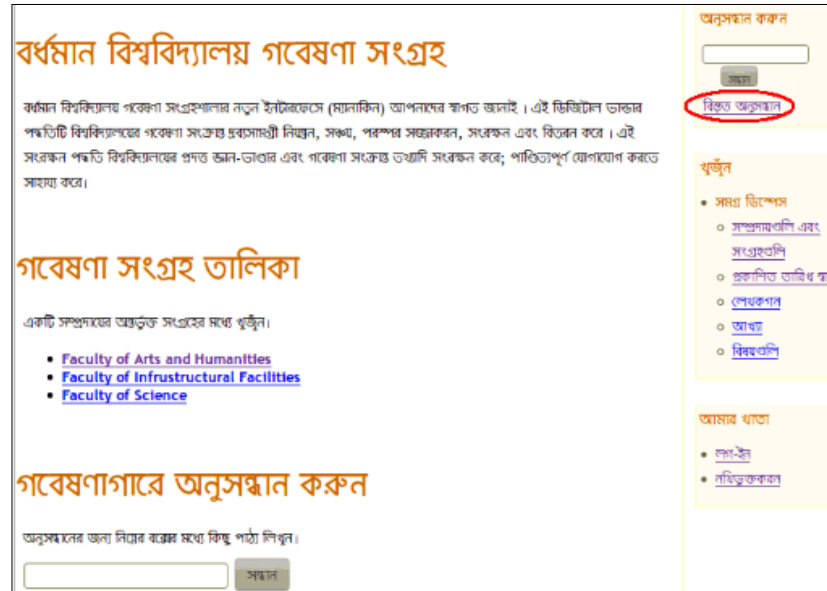 বর্ধমান বিশ্ববিদ্যালয় গবেষণা সংগ্রহ
বর্ধমান বিশ্ববিদ্যালয় গবেষণা সংগ্রহশালার নতুন ইন্টারফেসে (ম্যানাকিন) আপনাদের স্বাগত জানাই । এই ডিজিটাল ভান্ডার
পদ্ধতিটি বিশ্ববিদ্যালয়ের গবেষণা সংক্রান্ত দ্রব্যসামগ্রী নিয়ন্ত্রন, সঞ্চয়, পরস্পর সজ্জাকরন, সংরক্ষন এবং বিতরন করে । এই
সংরক্ষন পদ্ধতি বিশ্ববিদ্যালয়ের প্রদত্ত জ্ঞান-ভাণ্ডার এবং গবেষণা সংক্রান্ত তথ্যাদি সংরক্ষন করে; পাণ্ডিত্যপূর্ণ যোগাযোগ করতে
সাহায্য করে।
গবেষণা সংগ্রহ তালিকা
একটি সম্প্রদায়ের অন্তর্ভুক্ত সংগ্রহের মধ্যে খুজুঁন।
Faculty of Arts and Humanities
Faculty of Infrustructural Facilities
Faculty of Science
গবেষণাগারে অনুসন্ধান করুন
অনুসন্ধানের জন্য নিম্নের বক্সের মধ্যে কিছু পাঠ্য লিখুন।
সন্ধান
অনুসন্ধান করুন
সন্ধান
বিস্তৃত অনুসন্ধান
খুজুঁন
সমগ্র ডিস্পেস
সম্প্রদায়গুলি এবং
সংগ্রহগুলি
প্রকাশিত তারিখ
লেখকগন
আখ্যা
বিষয়গুলি
আমার খাতা
লগ-ইন
নথিভুক্তকরন